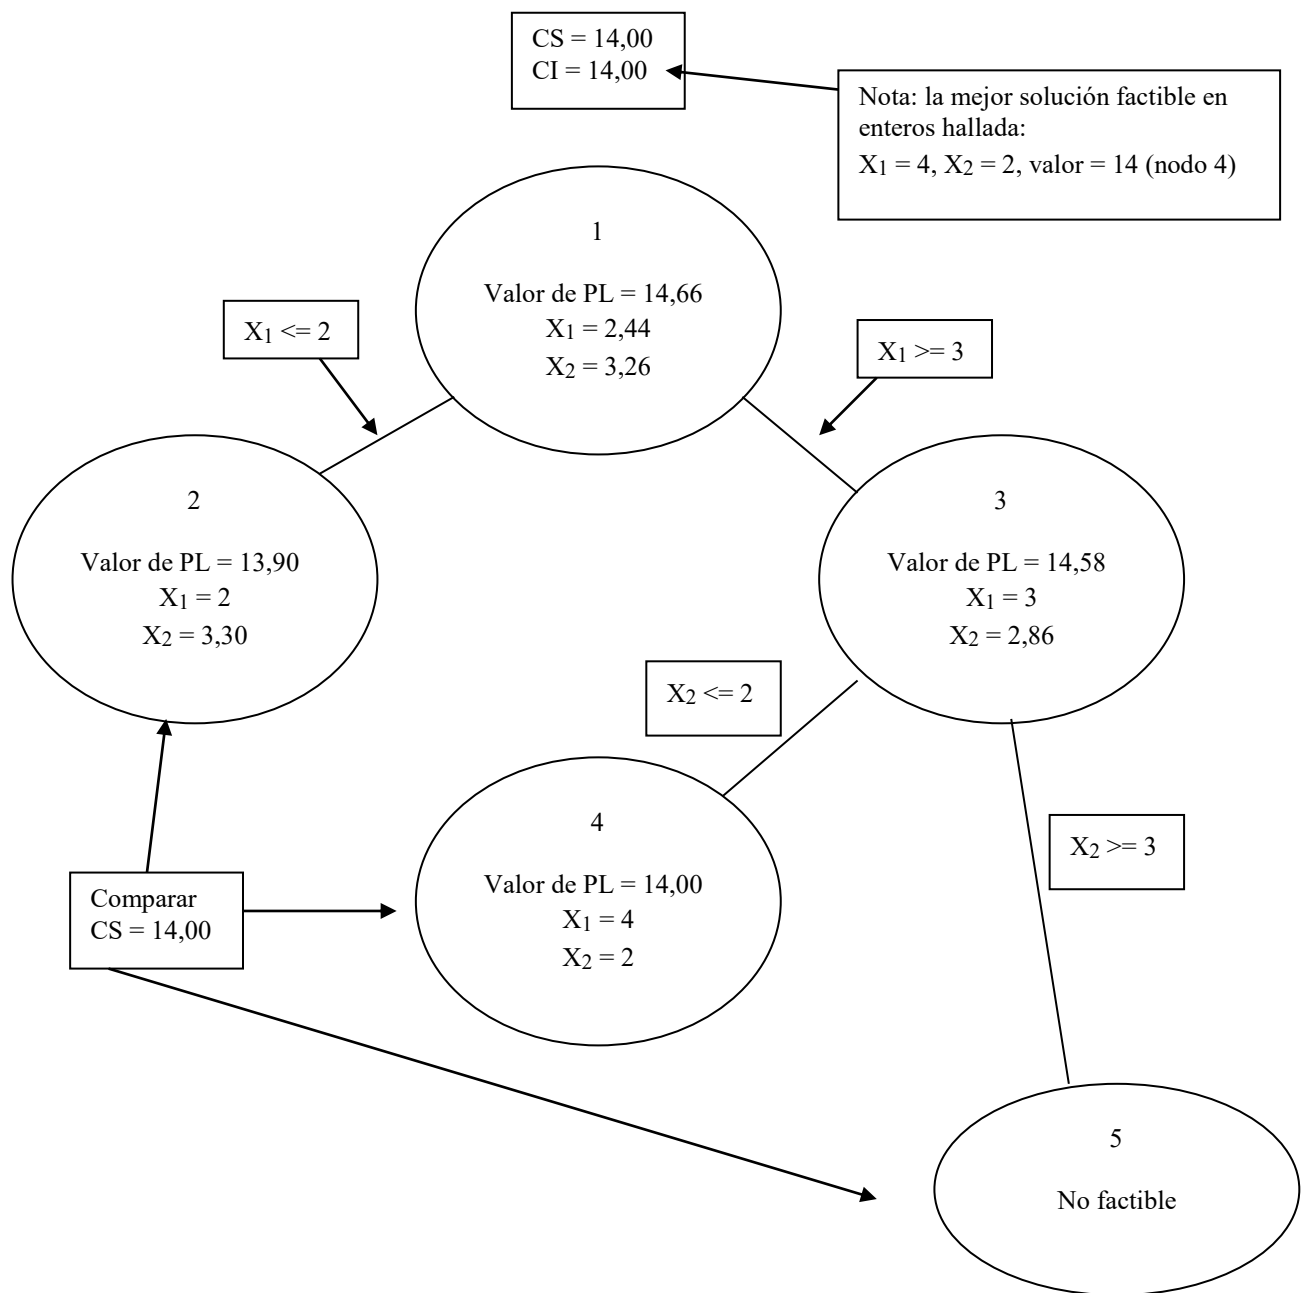 CS = 14,00
CI = 14,00
Nota: la mejor solución factible en
enteros hallada:
X1 = 4, X2 = 2, valor = 14 (nodo 4)
1
Valor de PL = 14,66
X1 = 2,44
X2 = 3,26
X1 <= 2
X1 >= 3
2
Valor de PL = 13,90
X1 = 2
X2 = 3,30
3
Valor de PL = 14,58
X1 = 3
X2 = 2,86
X2 <= 2
4
Valor de PL = 14,00
X1 = 4
X2 = 2
X2 >= 3
Comparar
CS = 14,00
5
No factible